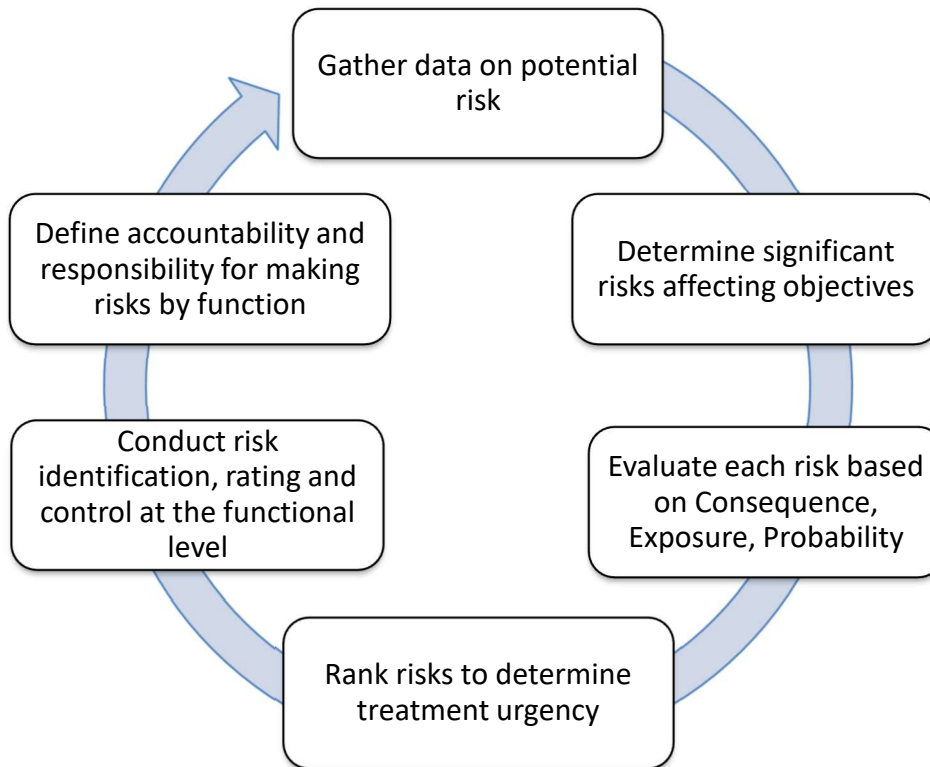 Gather data on potential
risk
Determine significant
risks affecting objectives
Evaluate each risk based
on Consequence,
Exposure, Probability
Rank risks to determine
treatment urgency
Conduct risk
identification, rating and
control at the functional
level
Define accountability and
responsibility for making
risks by function